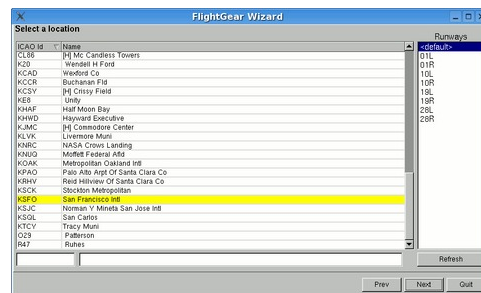 FlightGear Wizard
Select a location
ICAO Id Name
CL86 [H] Mc Candless Towers
K20 Wendell H Ford
KCAD Wexford Co
KCCR Buchanan Fld
KCSY [H] Crissy Field
KE8 Unity
KHAF Half Moon Bay
KHWD Hayward Executive
KJMC [H] Commodore Center
KLVK Livermore Muni
KNRC NASA Crows Landing
KNUQ Moffett Federal Afld
KOAK Metropolitan Oakland Intl
KPAO Palo Alto Arpt Of Santa Clara Co
KRHV Reid Hillview Of Santa Clara Co
KSCK Stockton Metropolitan
KSFO San Francisco Intl
KSJC Norman Y Mineta San Jose Intl
KSQL San Carlos
KTCY Tracy Muni
O29 Patterson
R47 Ruhes
Runways
<default>
01L
01R
10L
10R
19L
19R
28L
28R
Refresh
Prev Next Quit